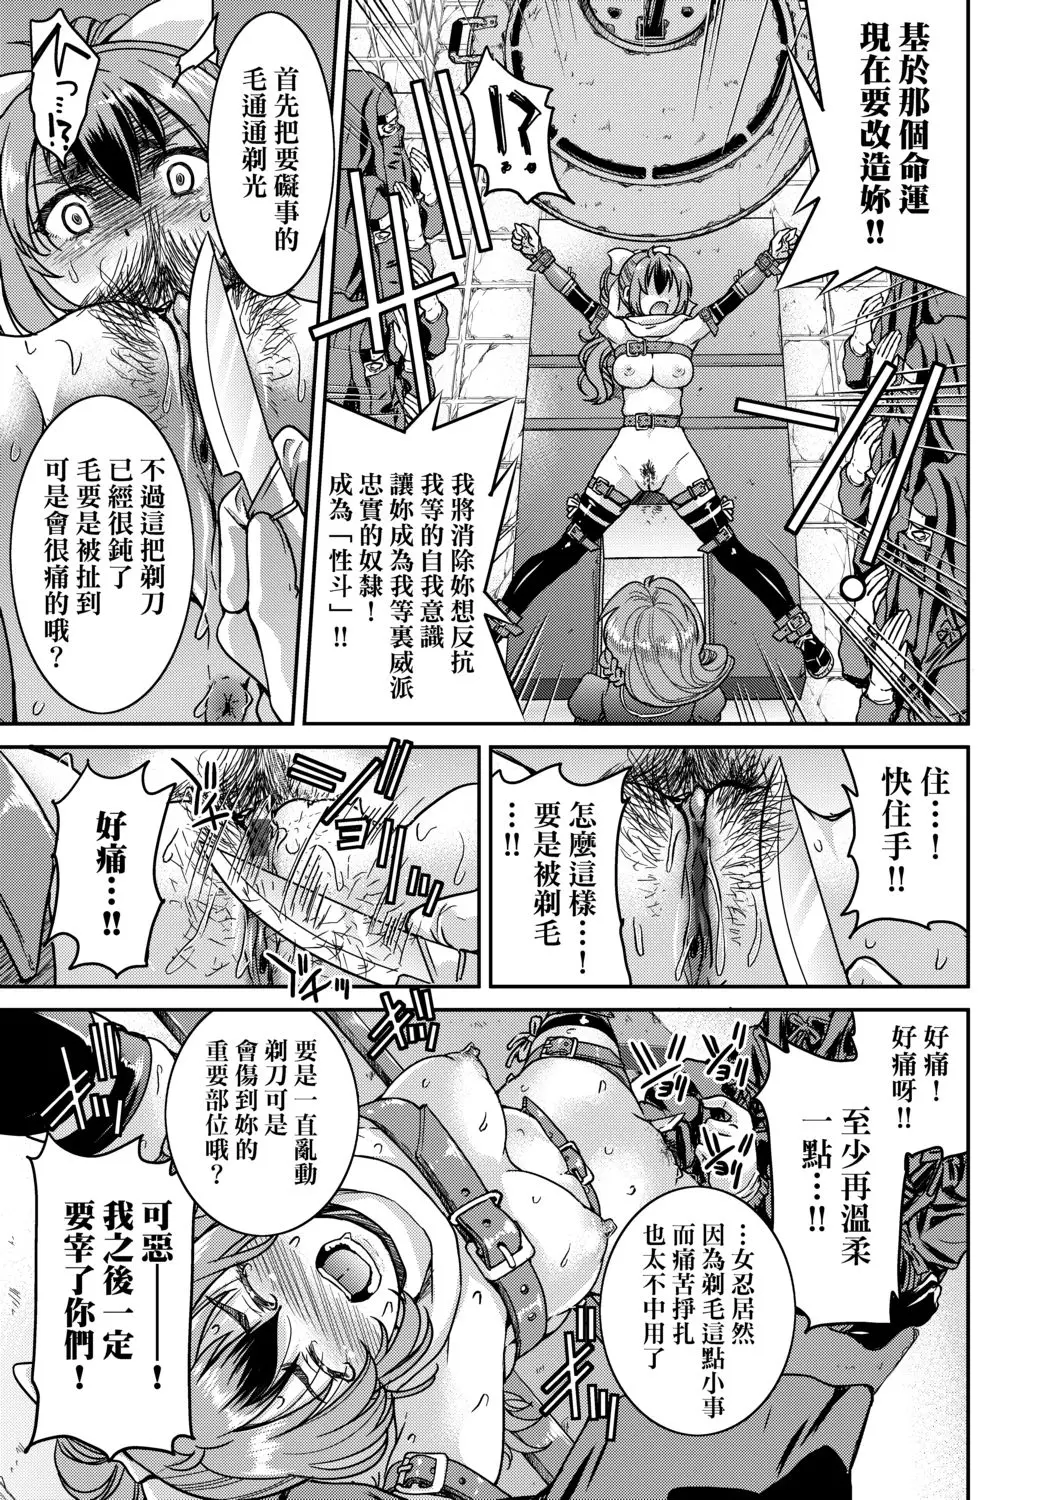 基於那個命運
現在要改造妳!!
!?
我將消除妳想反抗
我等的自我意識
讓妳成為我等裏威派
忠實的奴隸！
成為「性斗」!!
首先把要礙事的
毛通通剃光
っ…!?
不過這把剃刀
已經很鈍了
毛要是被扯到
可是會很痛的哦？
住…！
快住手!!
怎麼這樣…！
要是被剃毛
…!!
ジョリ
ブチッ
好痛…!!
好痛！
好痛呀!!
至少再溫柔
一點…!!
…女忍居然
因為剃毛這點小事
而痛苦掙扎
也太不中用了
要是一直亂動
剃刀可是
會傷到妳的
重要部位哦？
可惡——！
我之後一定
要宰了你們！